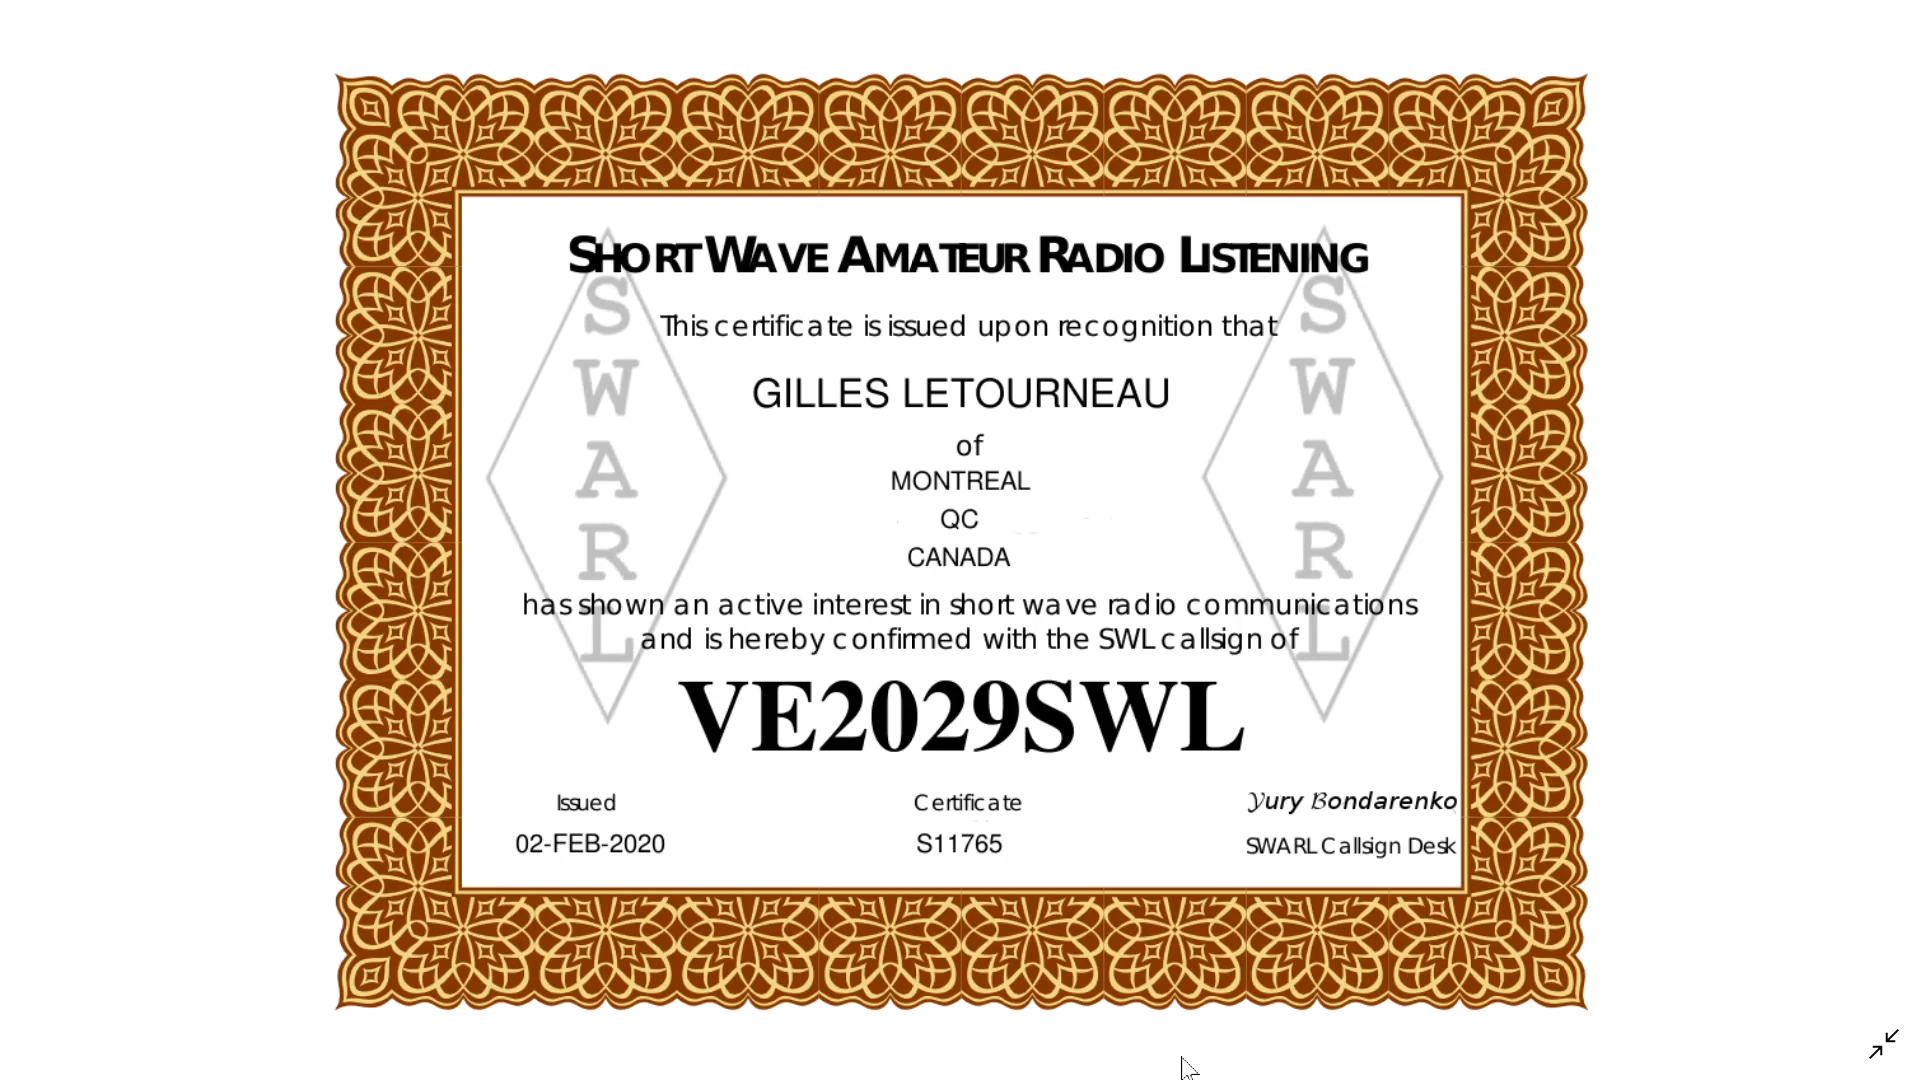 SHORT WAVE AMATEUR RADIO LISTENING
This certificate is issued upon recognition that
GILLES LETOURNEAU
of
MONTREAL
QC
CANADA
has shown an active interest in short wave radio communications
and is hereby confirmed with the SWL callsign of
VE2029SWL
Issued
Certificate
Yury Bondarenko
02-FEB-2020
S11765
SWARL Callsign Desk
S
W
A
R
L
S
W
A
R
L